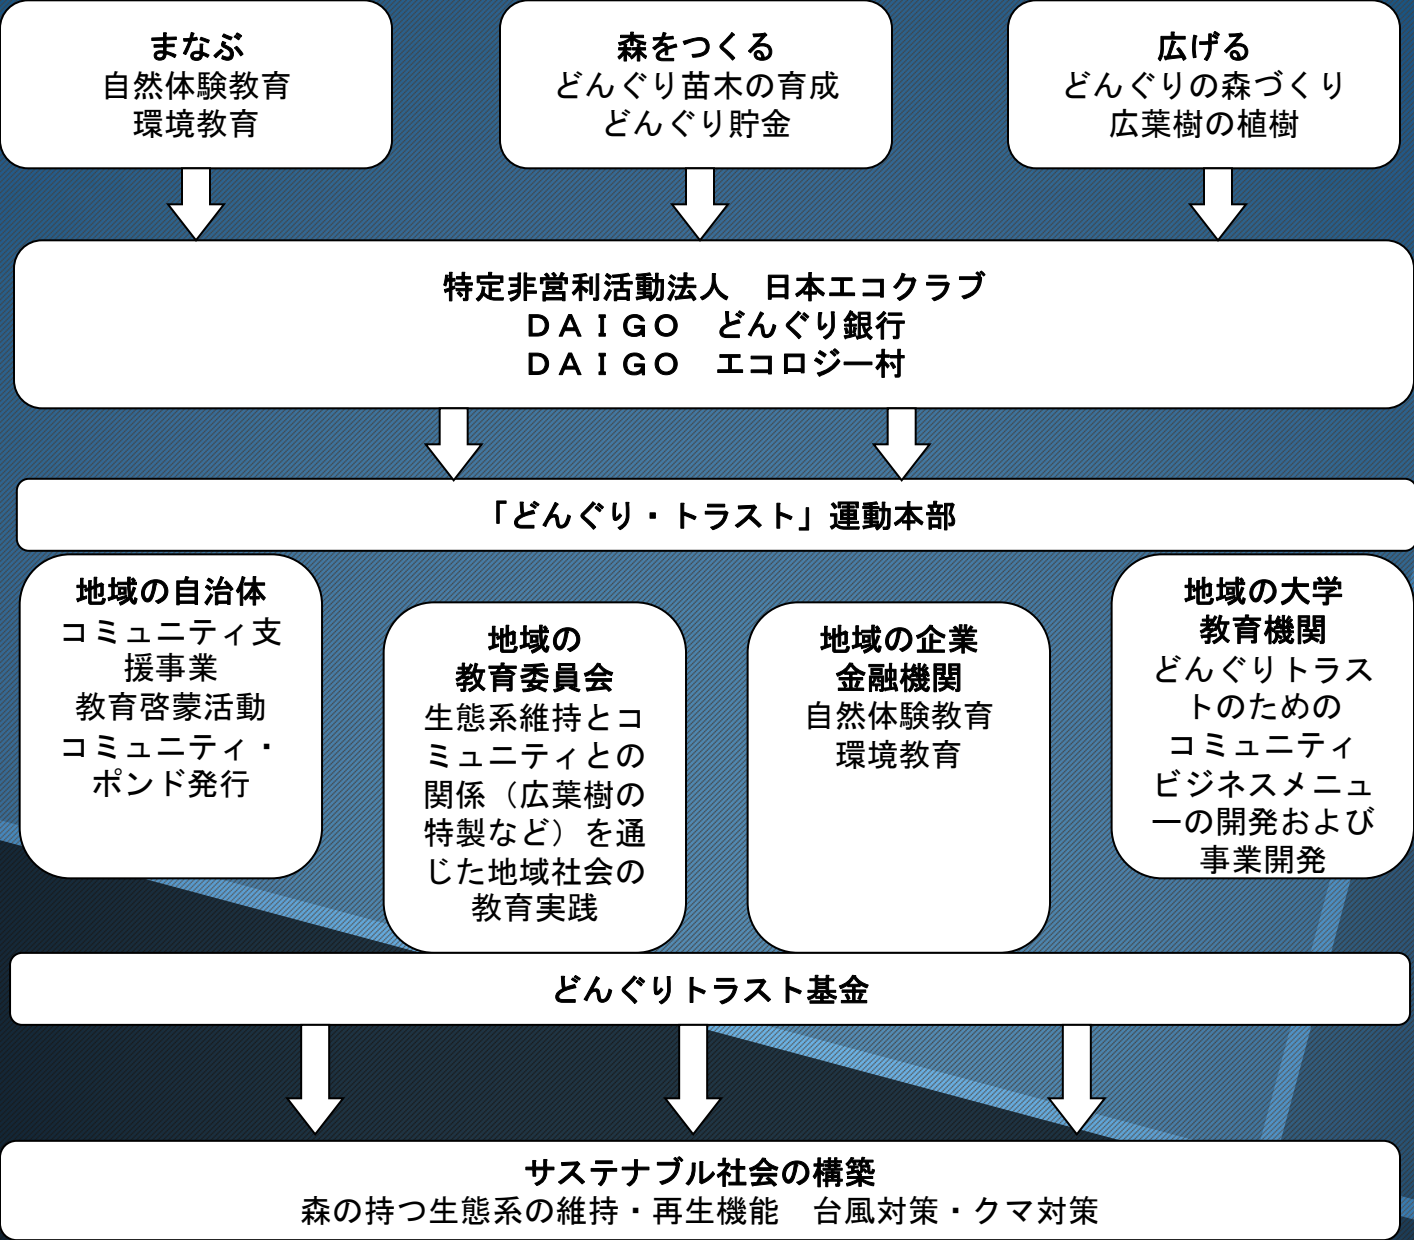 まなぶ
自然体験教育
環境教育
森をつくる
どんぐり苗木の育成
どんぐり貯金
広げる
どんぐりの森づくり
広葉樹の植樹
特定非営利活動法人　日本エコクラブ
ＤＡＩＧＯ　どんぐり銀行
ＤＡＩＧＯ　エコロジー村
「どんぐり・トラスト」運動本部
地域の自治体
コミュニティ支
援事業
教育啓蒙活動
コミュニティ・
ポンド発行
地域の
教育委員会
生態系維持とコ
ミュニティとの
関係（広葉樹の
特製など）を通
じた地域社会の
教育実践
地域の企業
金融機関
自然体験教育
環境教育
地域の大学
教育機関
どんぐりトラス
トのための
コミュニティ
ビジネスメニュ
ーの開発および
事業開発
どんぐりトラスト基金
サステナブル社会の構築
森の持つ生態系の維持・再生機能　台風対策・クマ対策